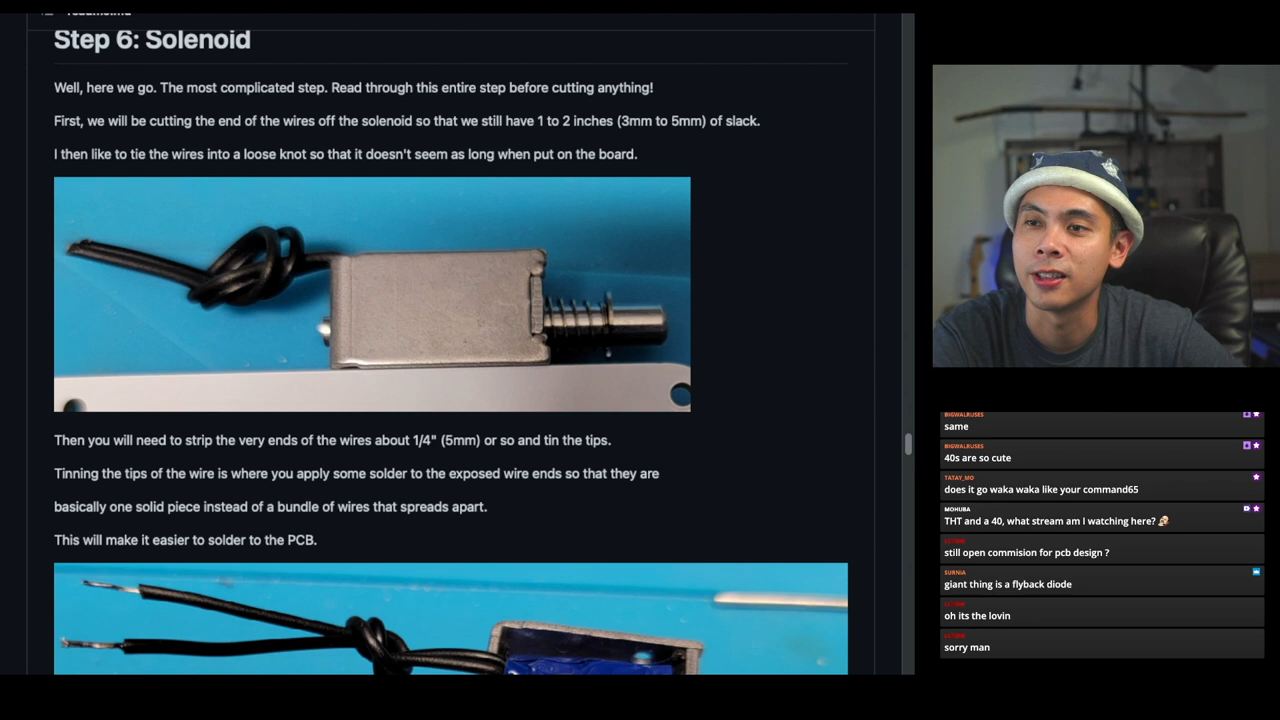 Step 6: Solenoid
Well, here we go. The most complicated step. Read through this entire step before cutting anything!
First, we will be cutting the end of the wires off the solenoid so that we still have 1 to 2 inches (3mm to 5mm) of slack.
I then like to tie the wires into a loose knot so that it doesn't seem as long when put on the board.
Then you will need to strip the very ends of the wires about 1/4" (5mm) or so and tin the tips.
Tinning the tips of the wire is where you apply some solder to the exposed wire ends so that they are
basically one solid piece instead of a bundle of wires that spreads apart.
This will make it easier to solder to the PCB.
BIGWALRUSES
same
BIGWALRUSES
40s are so cute
TATAY_MO
does it go waka waka like your command65
MOHUBA
THT and a 40, what stream am I watching here?
still open commision for pcb design ?
SURNIA
giant thing is a flyback diode
oh its the lovin
sorry man